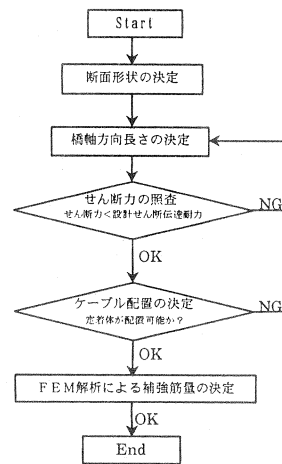 Start
断面形状の決定
橋軸方向長さの決定
せん断力の照査
せん断力<設計せん断伝達耐力
NG
OK
ケーブル配置の決定
定着体が配置可能か？
NG
OK
FEM解析による補強筋量の決定
OK
End